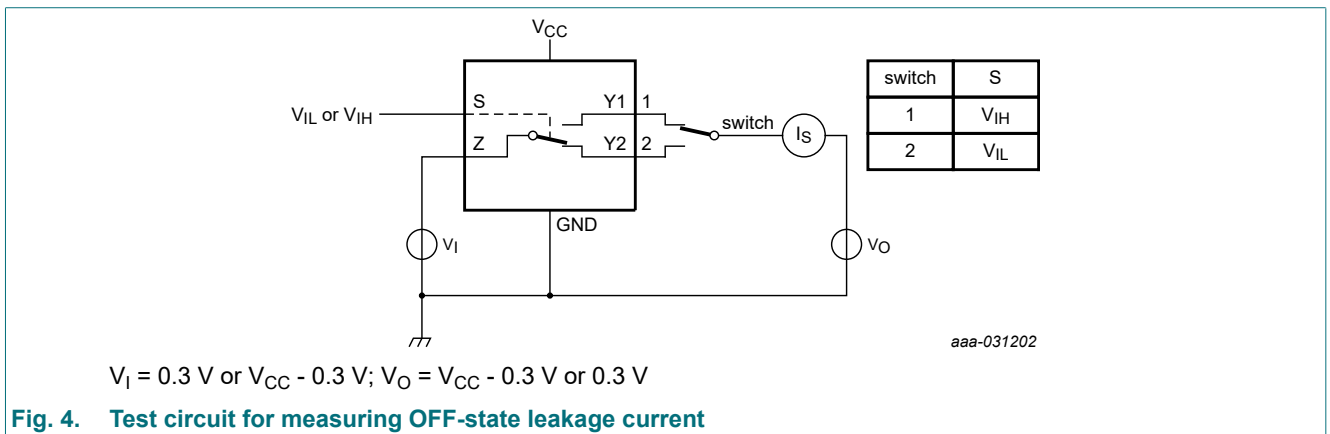 VCC
switch S
1 VIH
2 VIL
VIL or VIH
S
Z
Y1 1
Y2 2
switch
IS
GND
VI
VO
aaa-031202
VI = 0.3 V or VCC - 0.3 V; VO = VCC - 0.3 V or 0.3 V
Fig. 4. Test circuit for measuring OFF-state leakage current